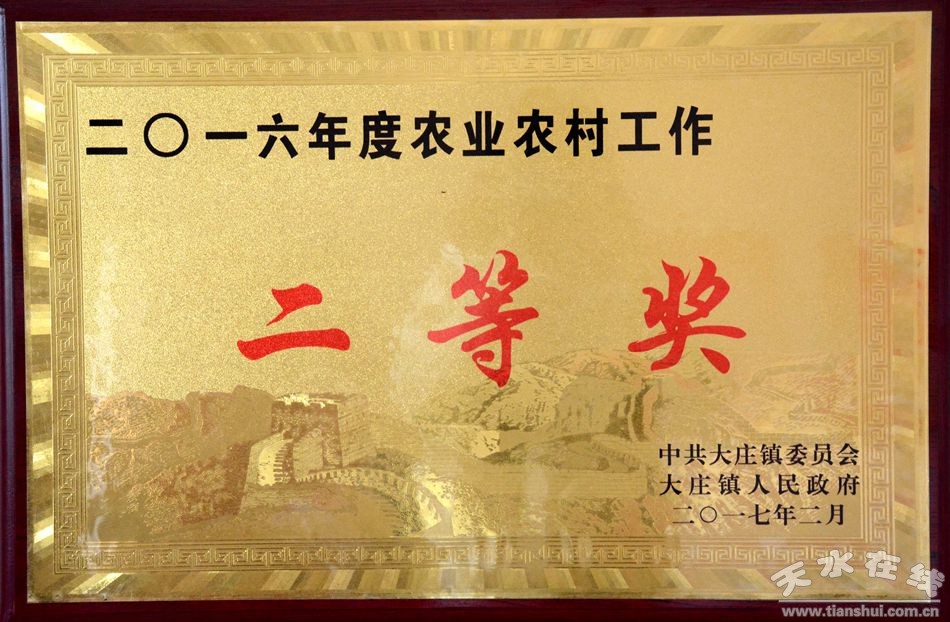 二〇一六年度农业农村工作
二等奖
中共大庄镇委员会
大庄镇人民政府
二〇一七年二月
天水在线
www.tianshui.com.cn